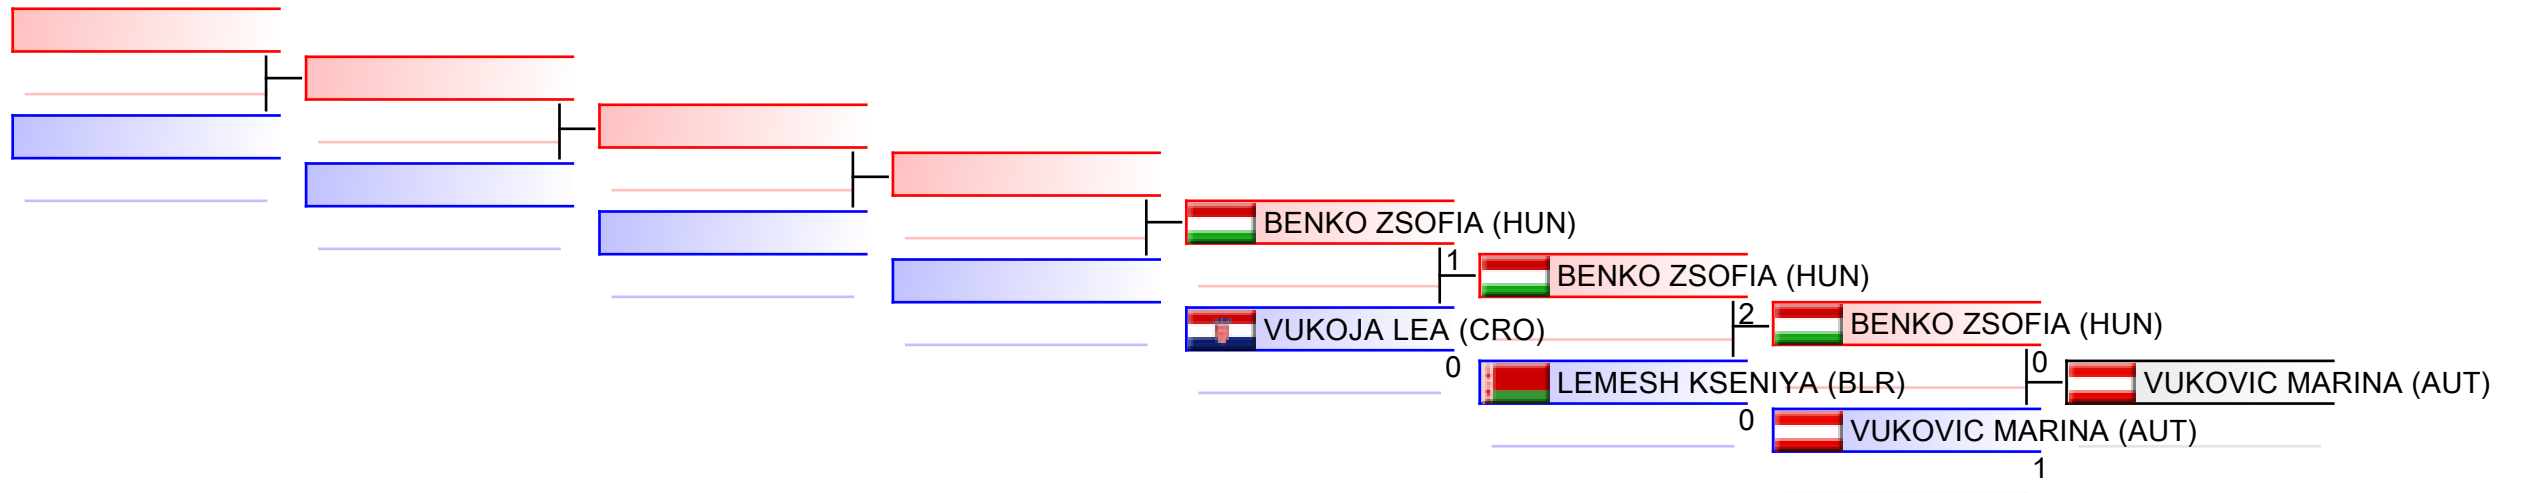 BENKO ZSOFIA (HUN)
1
BENKO ZSOFIA (HUN)
VUKOJA LEA (CRO)
0
2
BENKO ZSOFIA (HUN)
LEMESH KSENIYA (BLR)
0
0
VUKOVIC MARINA (AUT)
VUKOVIC MARINA (AUT)
1